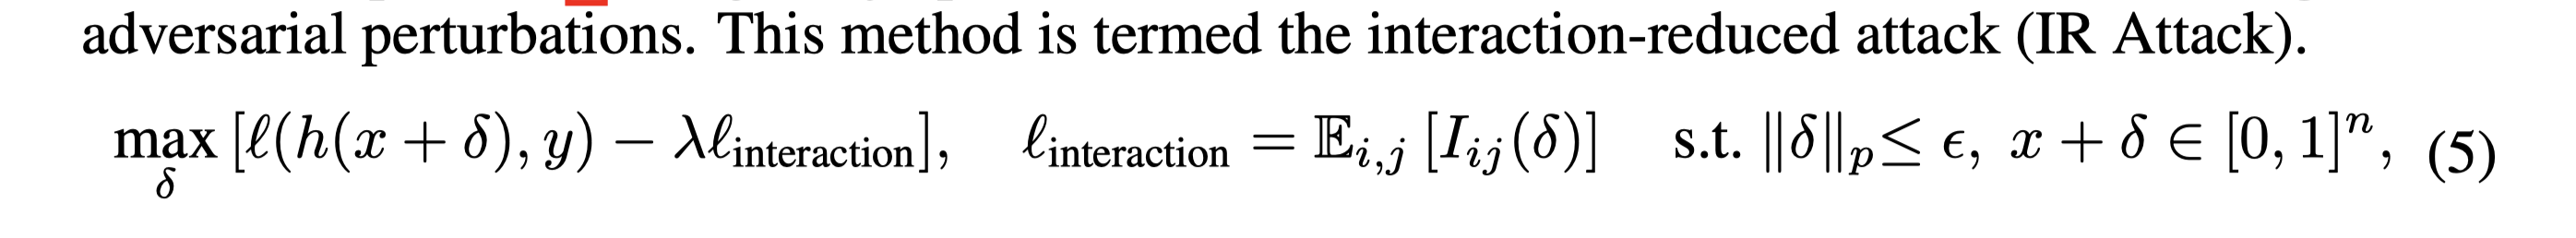 adversarial perturbations. This method is termed the interaction-reduced attack (IR Attack).
max_δ [ℓ(h(x + δ), y) − λℓ_interaction], ℓ_interaction = 𝔼_{i,j} [I_{ij}(δ)] s.t. ‖δ‖_p ≤ ϵ, x + δ ∈ [0, 1]^n, (5)